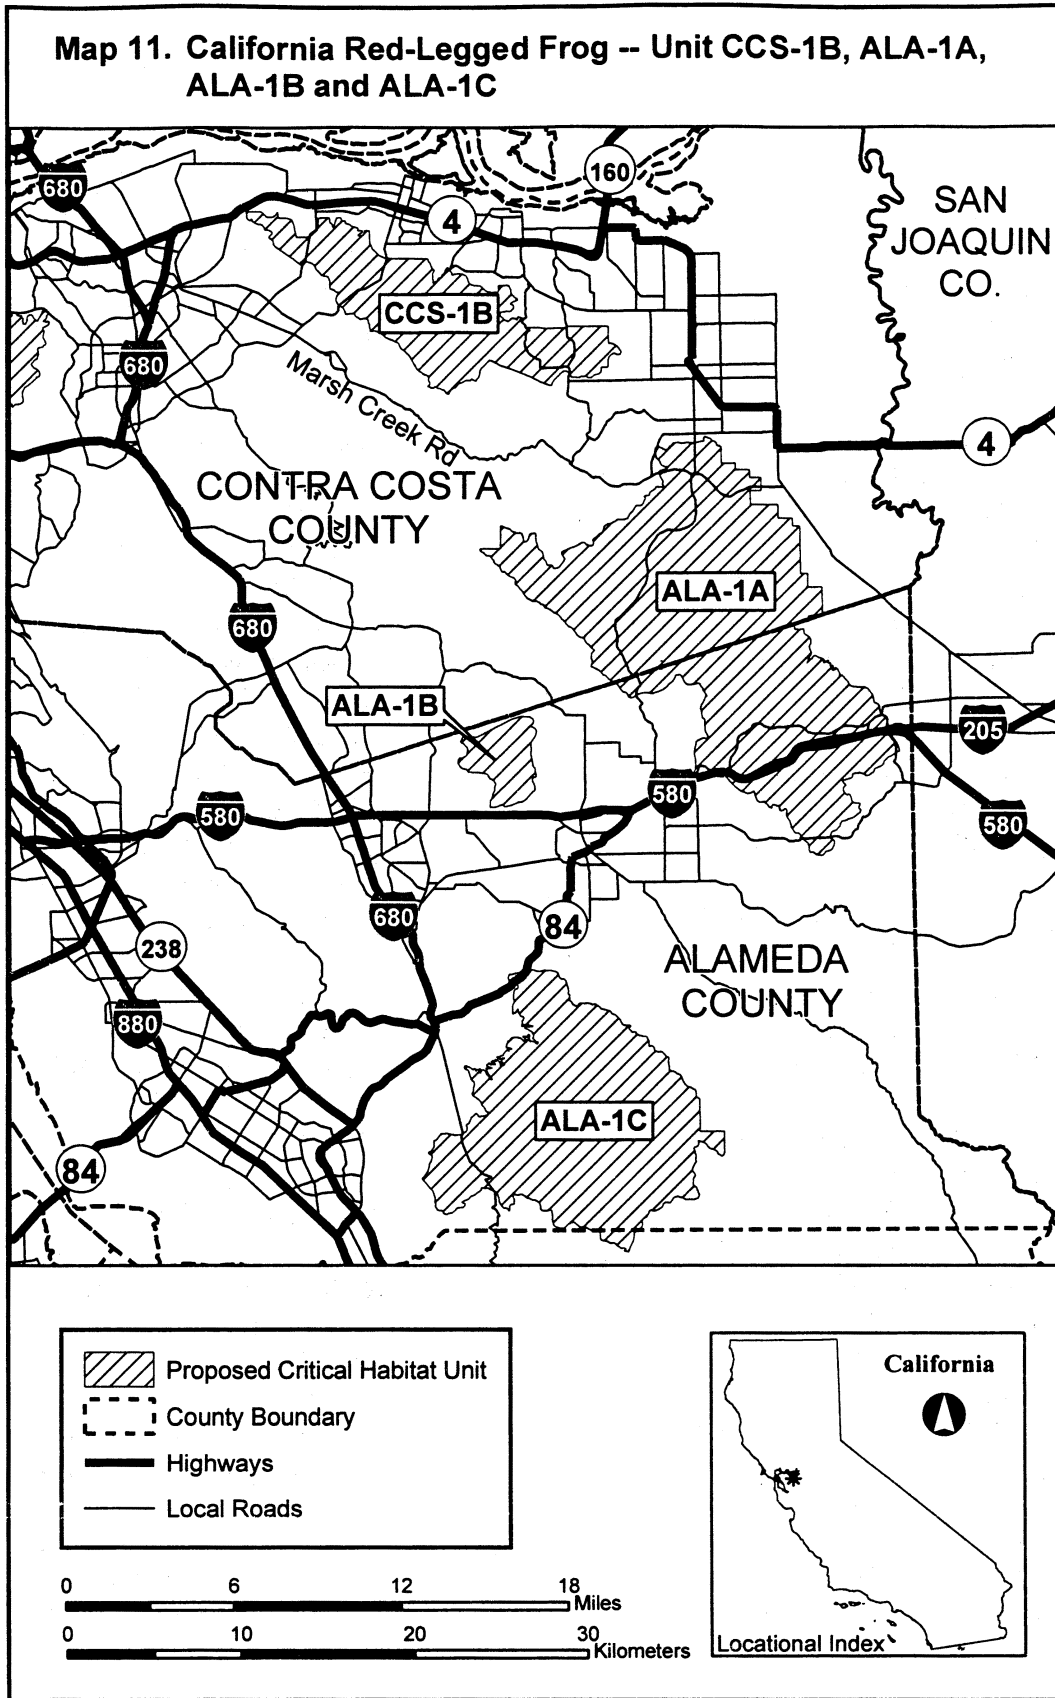 Map 11. California Red-Legged Frog -- Unit CCS-1B, ALA-1A,
ALA-1B and ALA-1C
680
160
4
SAN
JOAQUIN
CO.
CCS-1B
680
Marsh Creek Rd
4
CONTRA COSTA
COUNTY
ALA-1A
680
ALA-1B
205
580
580
580
680
84
238
ALAMEDA
COUNTY
880
ALA-1C
84
Proposed Critical Habitat Unit
County Boundary
Highways
Local Roads
California
0 6 12 18
Miles
0 10 20 30
Kilometers
Locational Index